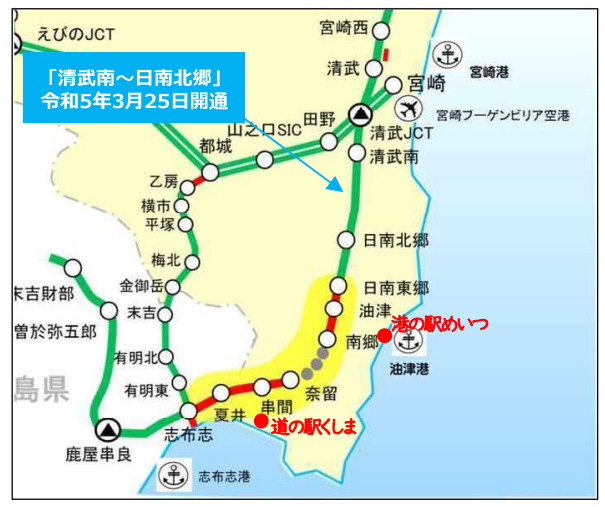 えびのJCT
「清武南～日南北郷」
令和5年3月25日開通
宮崎西
清武
宮崎
宮崎港
宮崎ブーゲンビリア空港
清武JCT
清武南
田野
山之口SIC
都城
乙房
横市
平塚
梅北
金御岳
末吉
有明北
有明東
末吉財部
曽於弥五郎
島県
鹿屋串良
志布志
志布志港
夏井
串間
奈留
道の駅くしま
日南北郷
日南東郷
油津
南郷
港の駅めいつ
油津港